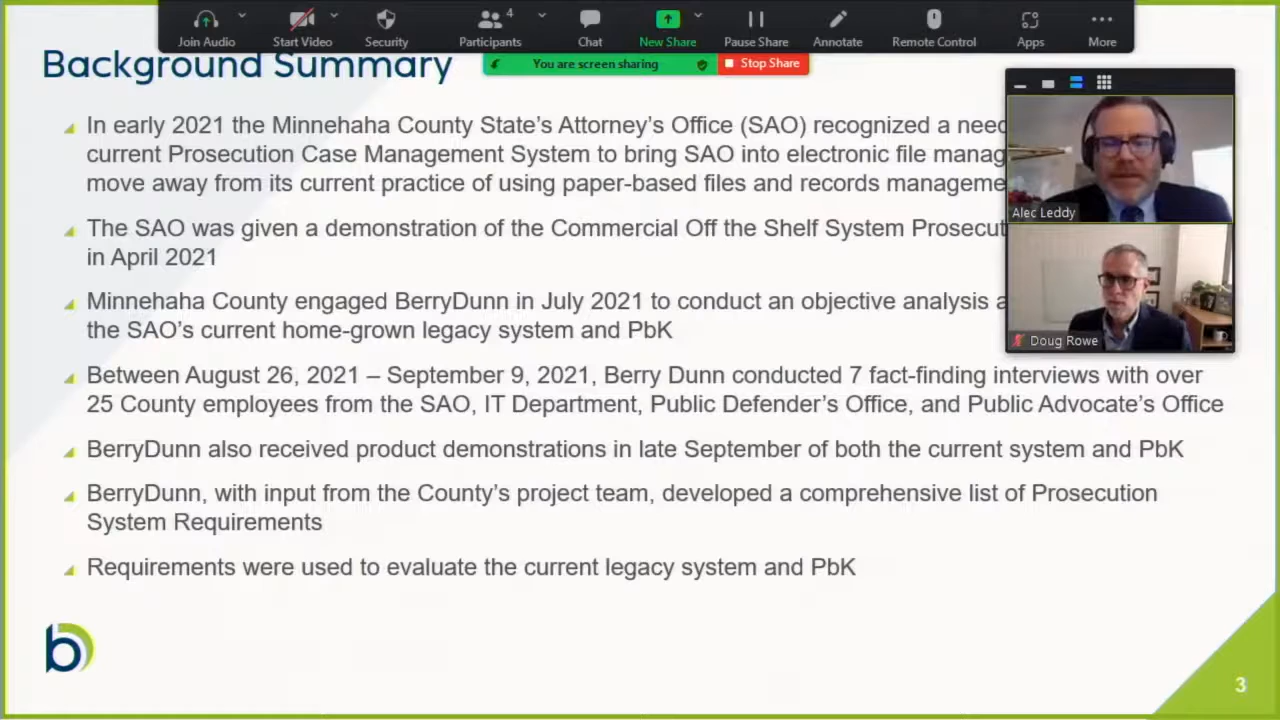 Join Audio
Start Video
Security
Participants
4
Chat
New Share
Pause Share
Annotate
Remote Control
Apps
More
You are screen sharing
Stop Share
Background Summary
In early 2021 the Minnehaha County State's Attorney's Office (SAO) recognized a
current Prosecution Case Management System to bring SAO into electronic file
move away from its current practice of using paper-based files and records
The SAO was given a demonstration of the Commercial Off the Shelf System
in April 2021
Minnehaha County engaged BerryDunn in July 2021 to conduct an objective analysis
the SAO's current home-grown legacy system and PbK
Between August 26, 2021 – September 9, 2021, Berry Dunn conducted 7 fact-finding interviews with over
25 County employees from the SAO, IT Department, Public Defender's Office, and Public Advocate's Office
BerryDunn also received product demonstrations in late September of both the current system and PbK
BerryDunn, with input from the County's project team, developed a comprehensive list of Prosecution
System Requirements
Requirements were used to evaluate the current legacy system and PbK
Alec Leddy
Doug Rowe
b
3